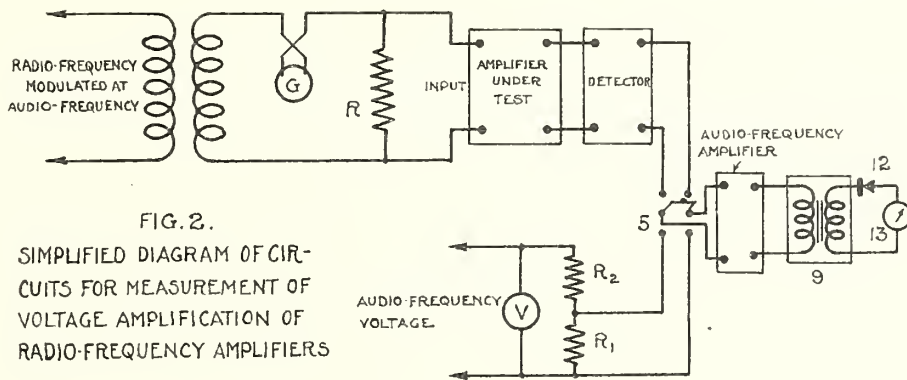 RADIO-FREQUENCY
MODULATED AT
AUDIO-FREQUENCY
G
R
INPUT
AMPLIFIER
UNDER
TEST
DETECTOR
AUDIO-FREQUENCY
AMPLIFIER
12
13
9
5
FIG. 2.
SIMPLIFIED DIAGRAM OF CIR-
CUITS FOR MEASUREMENT OF
VOLTAGE AMPLIFICATION OF
RADIO-FREQUENCY AMPLIFIERS
AUDIO-FREQUENCY
VOLTAGE
V
R2
R1